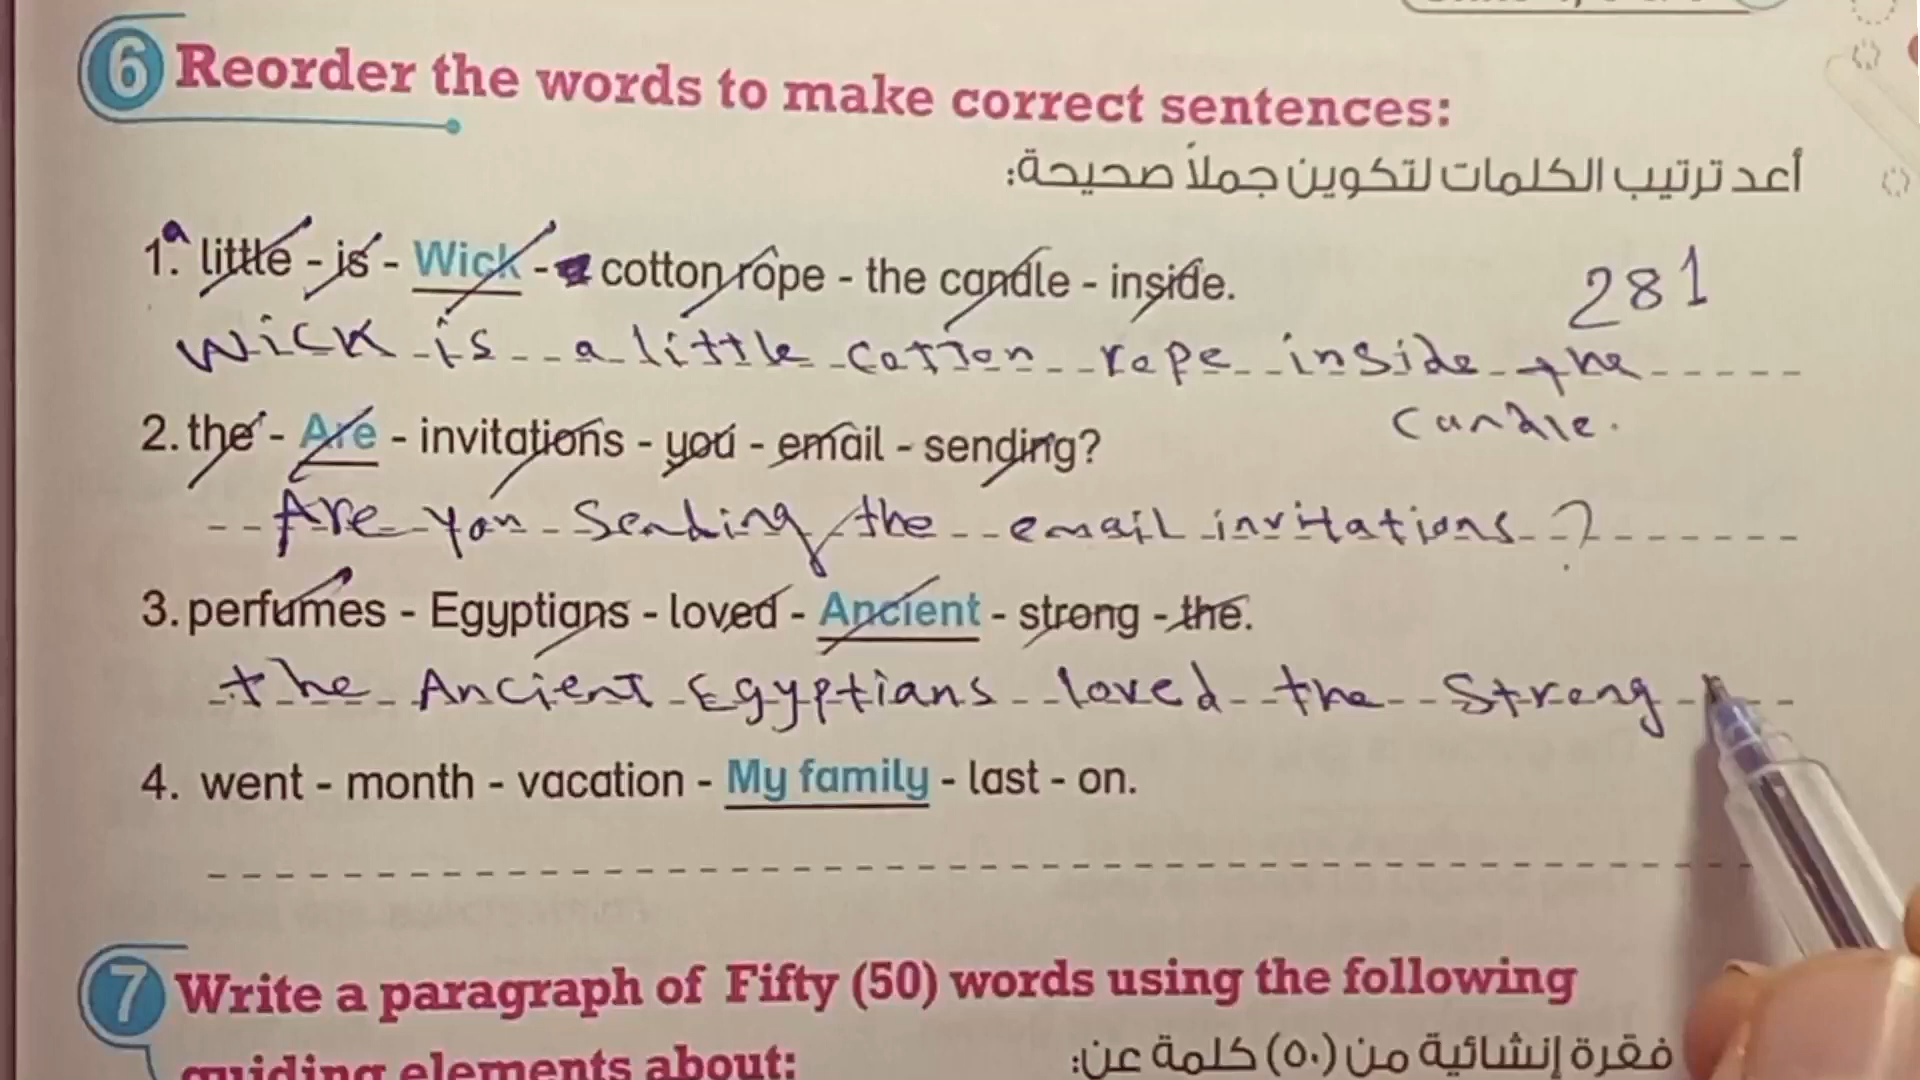 6 Reorder the words to make correct sentences:
أعد ترتيب الكلمات لتكوين جملاً صحيحة:
1. a little - is - Wick - cotton rope - the candle - inside.
281
Wick is a little cotton rope inside the
candle.
2. the - Are - invitations - you - email - sending?
Are you sending the email invitations ?
3. perfumes - Egyptians - loved - Ancient - strong - the.
the Ancient Egyptians loved the strong
4. went - month - vacation - My family - last - on.
7 Write a paragraph of Fifty (50) words using the following
guiding elements about:
فقرة إنشائية من (٥٠) كلمة عن: